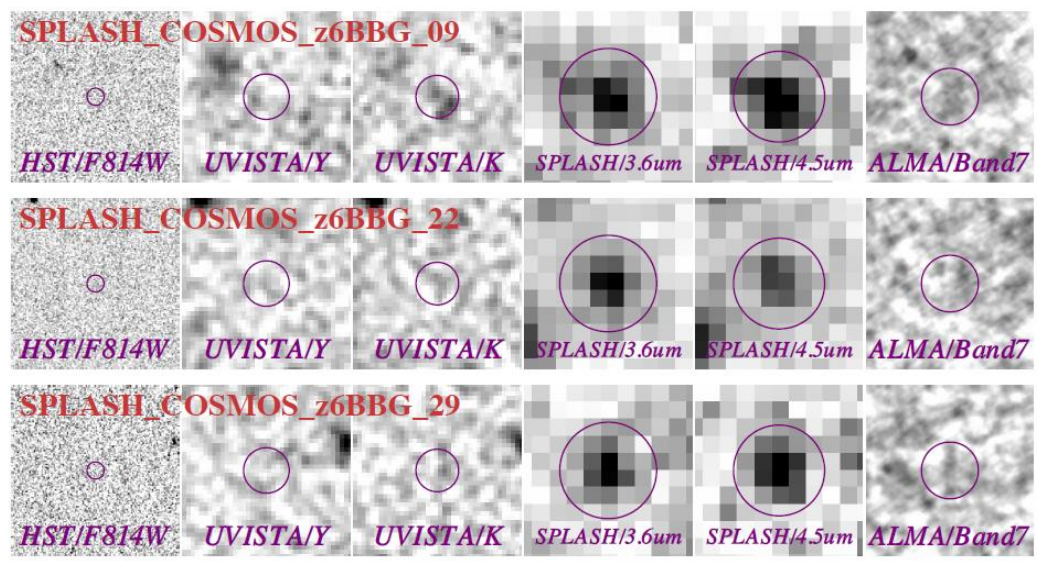 SPLASH_COSMOS_z6BBG_09
HST/F814W UVISTA/Y UVISTA/K SPLASH/3.6um SPLASH/4.5um ALMA/Band7
SPLASH_COSMOS_z6BBG_22
HST/F814W UVISTA/Y UVISTA/K SPLASH/3.6um SPLASH/4.5um ALMA/Band7
SPLASH_COSMOS_z6BBG_29
HST/F814W UVISTA/Y UVISTA/K SPLASH/3.6um SPLASH/4.5um ALMA/Band7